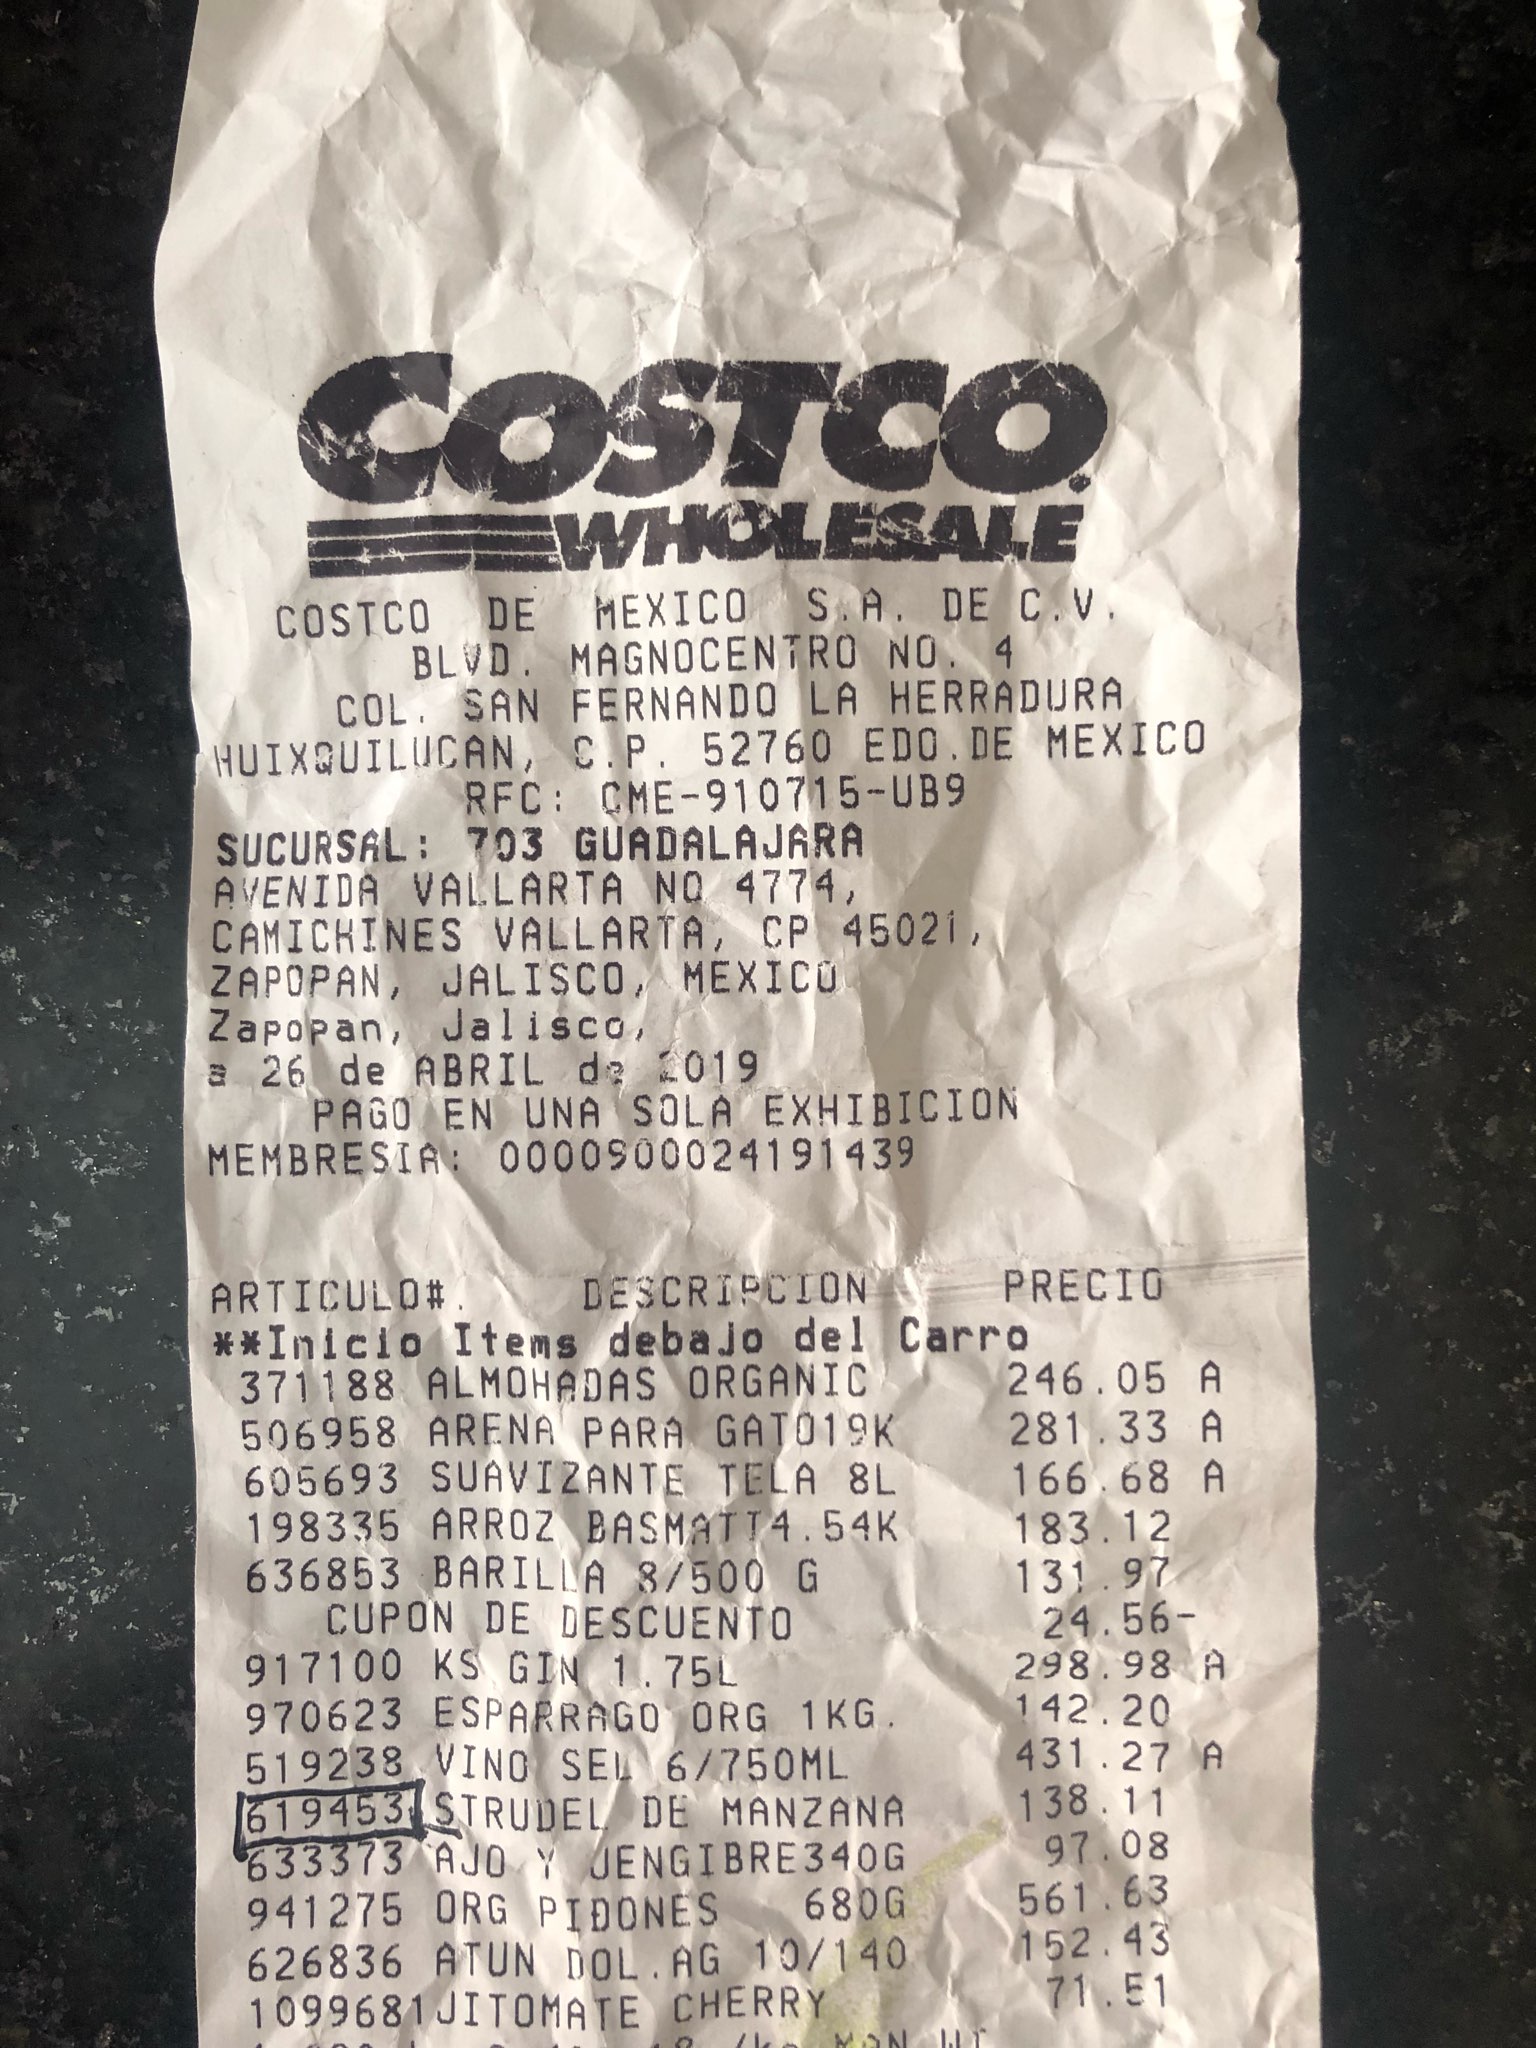 COSTCO
WHOLESALE
COSTCO DE MEXICO S.A. DE C.V.
BLVD. MAGNOCENTRO NO. 4
COL. SAN FERNANDO LA HERRADURA
HUIXQUILUCAN, C.P. 52760 EDO.DE MEXICO
RFC: CME-910715-UB9
SUCURSAL: 703 GUADALAJARA
AVENIDA VALLARTA NO 4774,
CAMICHINES VALLARTA, CP 45021,
ZAPOPAN, JALISCO, MEXICO
Zapopan, Jalisco,
a 26 de ABRIL de 2019
PAGO EN UNA SOLA EXHIBICION
MEMBRESIA: 00009000024191439
ARTICULO#. DESCRIPCION PRECIO
**Inicio Items debajo del Carro
371188 ALMOHADAS ORGANIC 246.05 A
506958 ARENA PARA GATO19K 281.33 A
605693 SUAVIZANTE TELA 8L 166.68 A
198335 ARROZ BASMATI4.54K 183.12
636853 BARILLA 8/500 G 131.97
CUPON DE DESCUENTO 24.56-
917100 KS GIN 1.75L 298.98 A
970623 ESPARRAGO ORG 1KG. 142.20
519238 VINO SEL 6/750ML 431.27 A
619453 STRUDEL DE MANZANA 138.11
633373 AJO Y JENGIBRE340G 97.08
941275 ORG PIÐONES 680G 561.63
626836 ATUN DOL.AG 10/140 152.43
1099681JITOMATE CHERRY 71.51